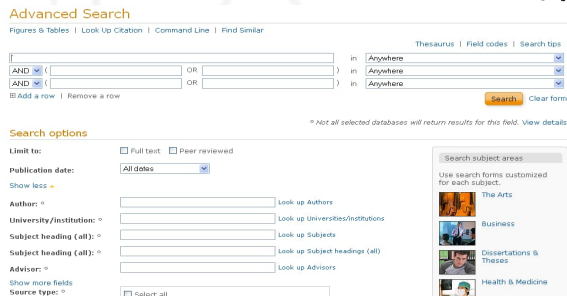 Advanced Search
Figures & Tables | Look Up Citation | Command Line | Find Similar
Thesaurus | Field codes | Search tips
in Anywhere
AND ( OR ) in Anywhere
AND ( OR ) in Anywhere
Add a row | Remove a row
Search Clear form
° Not all selected databases will return results for this field. View details
Search options
Limit to: Full text Peer reviewed
Publication date: All dates
Show less
Author: ° Look up Authors
University/institution: ° Look up Universities/institutions
Subject heading (all): ° Look up Subjects
Subject heading (all): ° Look up Subject headings (all)
Advisor: ° Look up Advisors
Show more fields
Source type: ° Select all
Search subject areas
Use search forms customized
for each subject.
The Arts
Business
Dissertations &
Theses
Health & Medicine